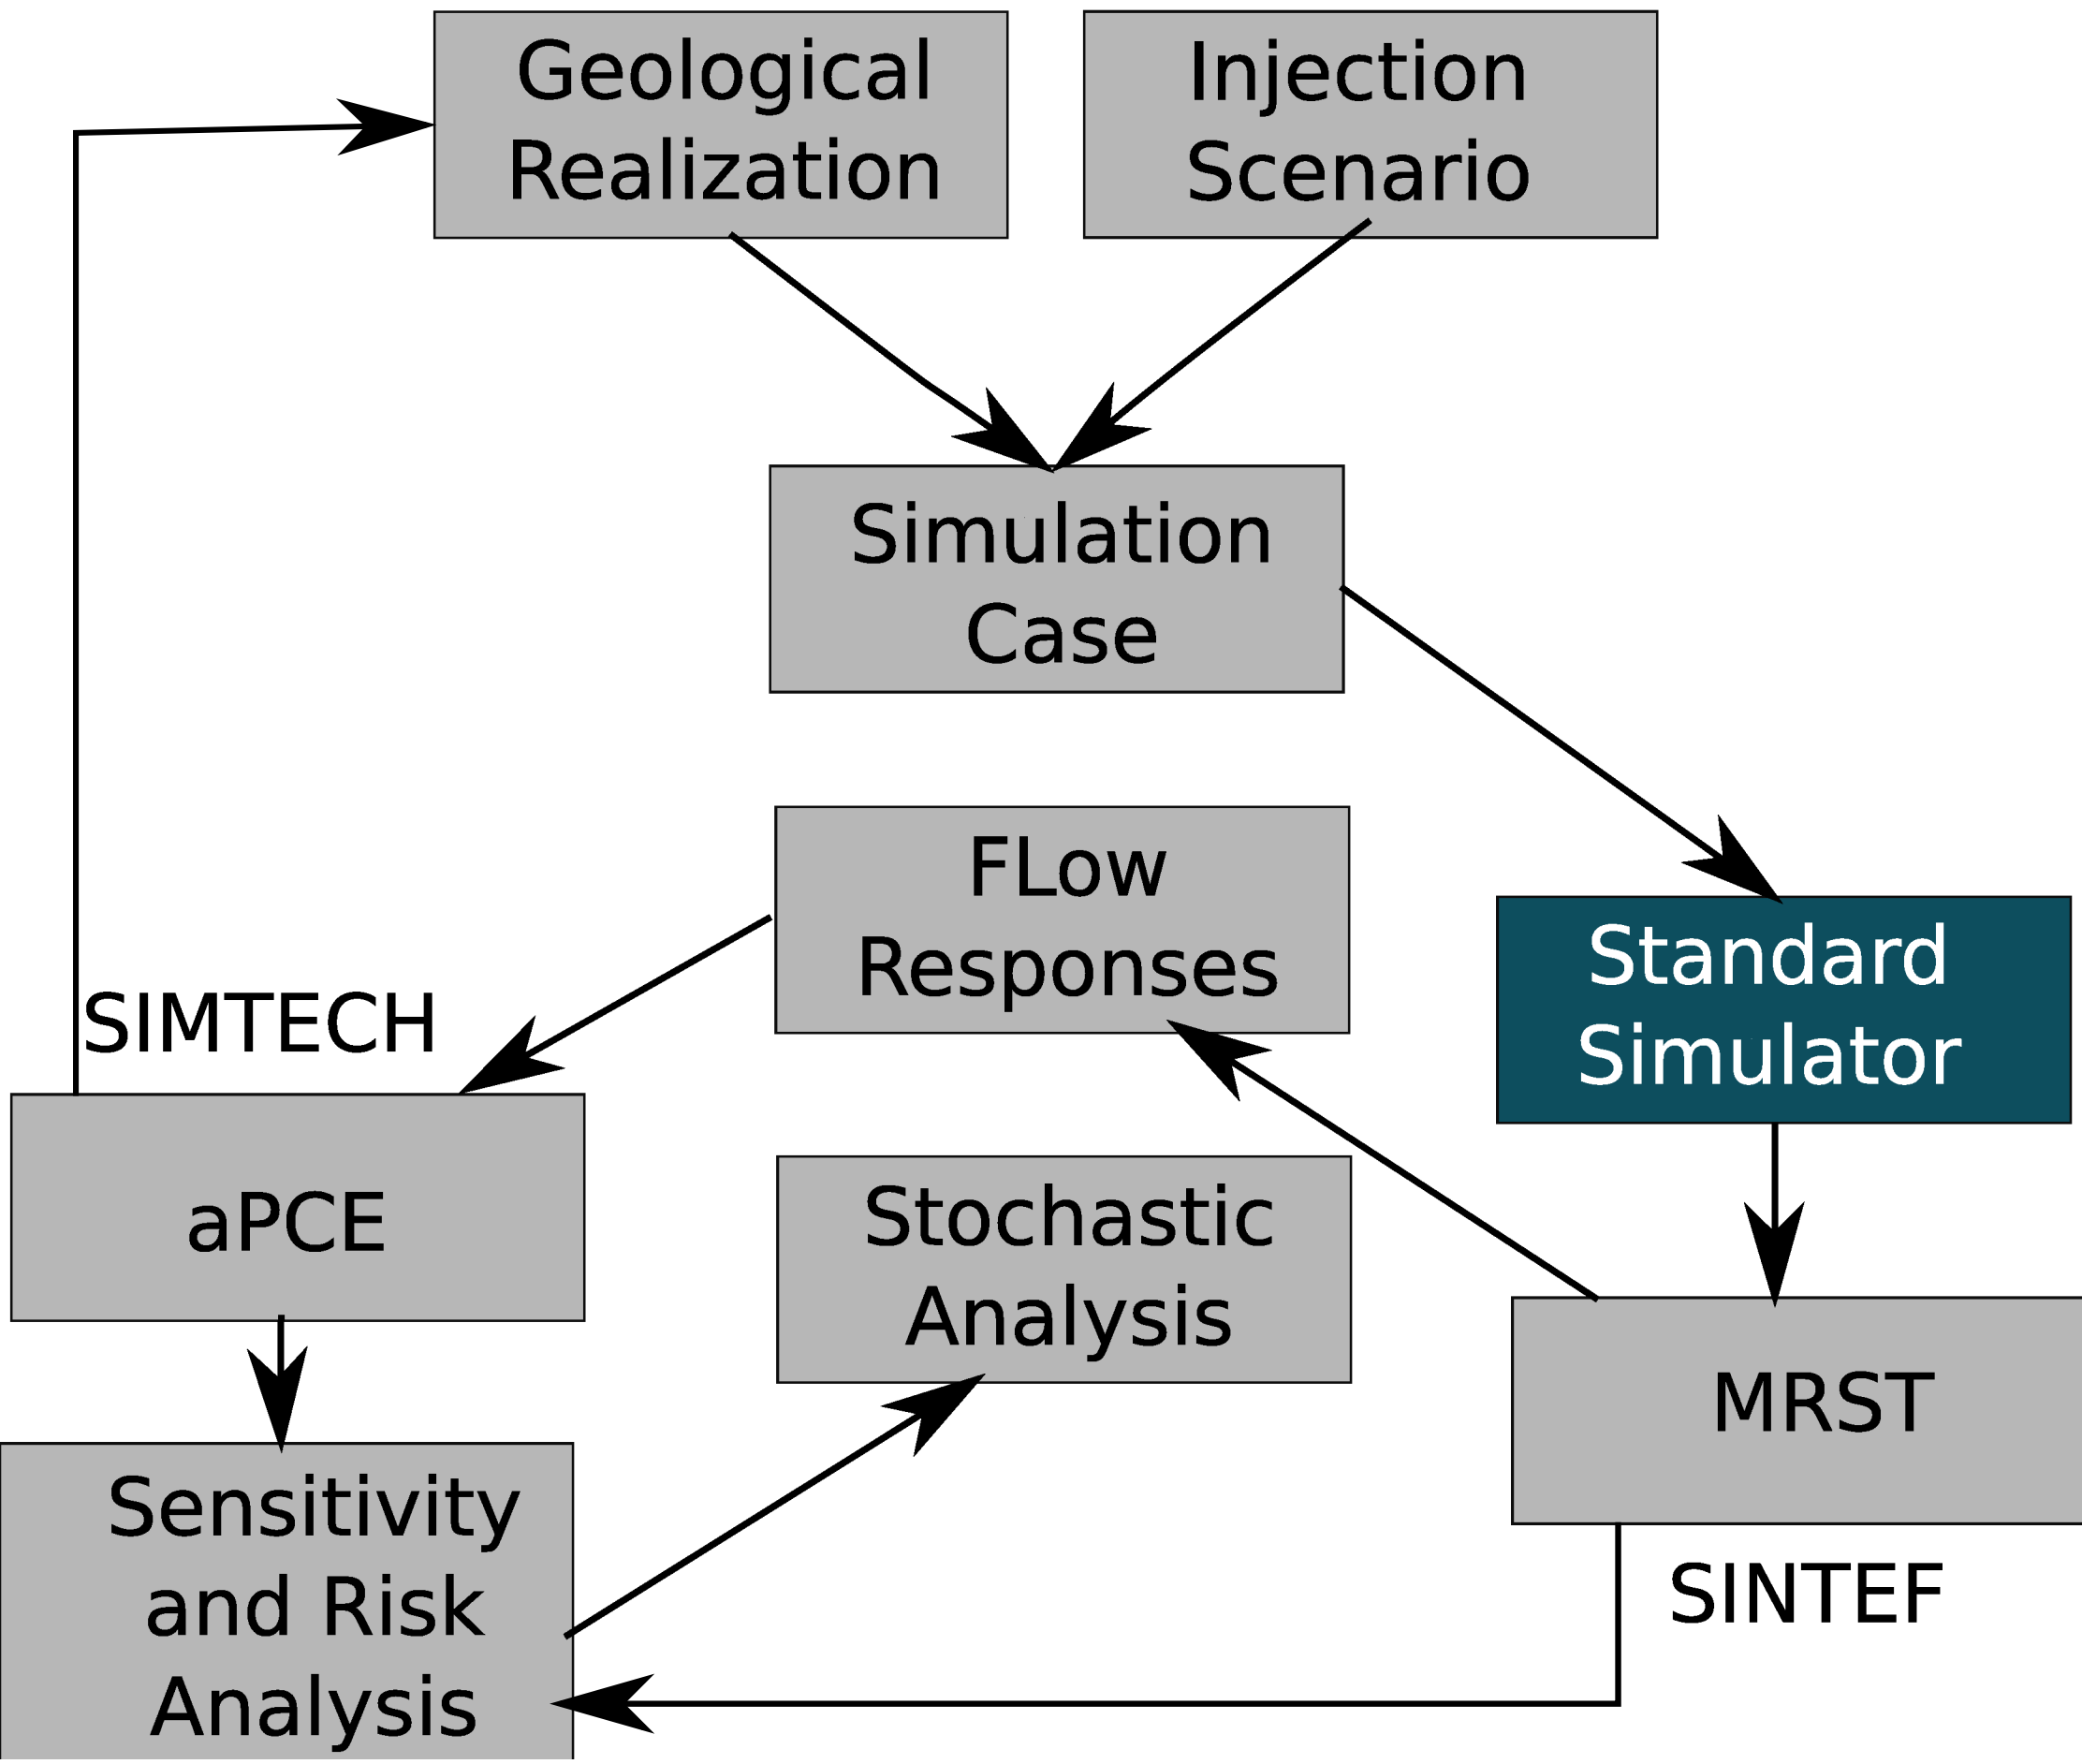 Geological
Realization
Injection
Scenario
Simulation
Case
FLow
Responses
Standard
Simulator
SIMTECH
aPCE
Stochastic
Analysis
MRST
Sensitivity
and Risk
Analysis
SINTEF